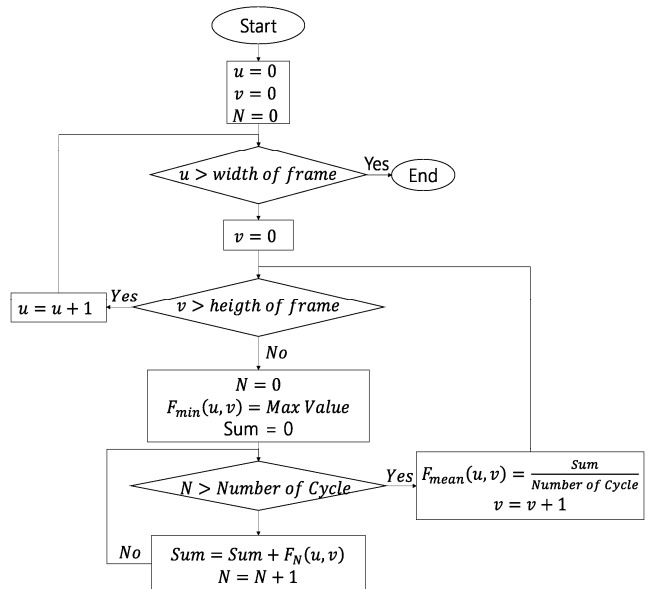 Start
u = 0
v = 0
N = 0
u > width of frame
Yes
End
v = 0
u = u + 1
Yes
v > heigth of frame
No
N = 0
F_min(u, v) = Max Value
Sum = 0
N > Number of Cycle
Yes
F_mean(u, v) = Sum / Number of Cycle
v = v + 1
No
Sum = Sum + F_N(u, v)
N = N + 1